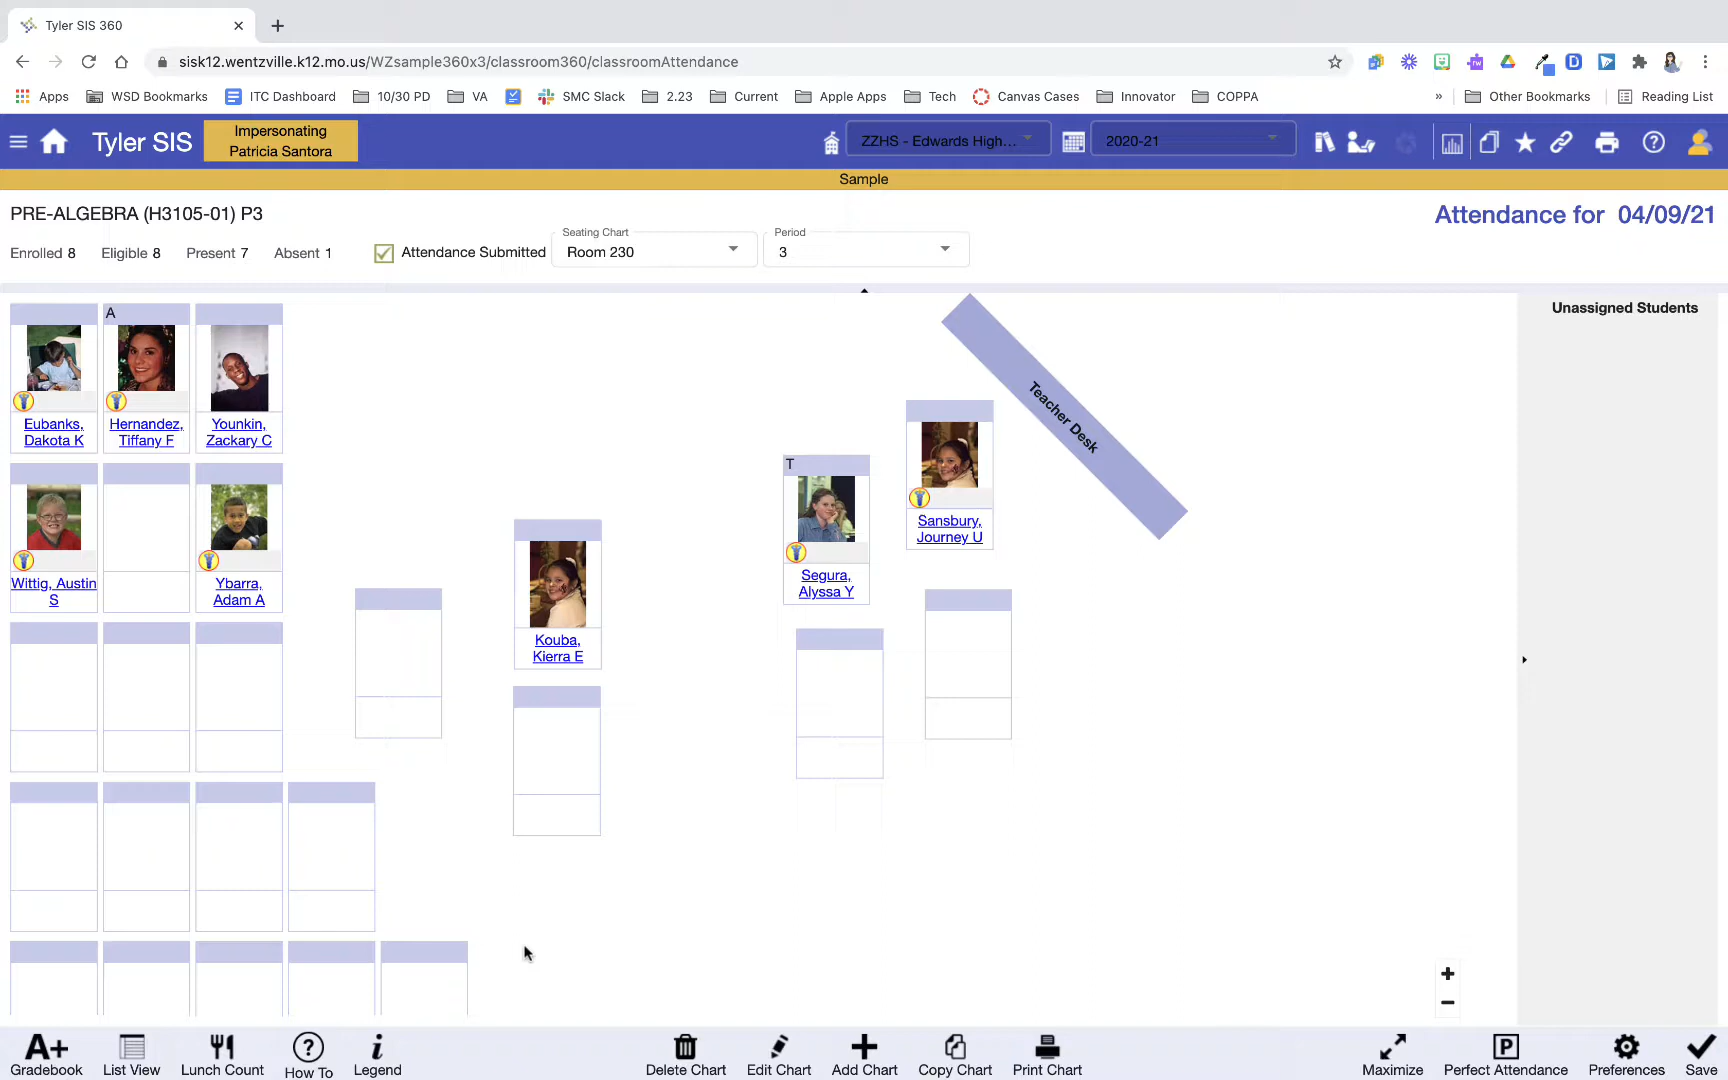 Tyler SIS 360
sisk12.wentzville.k12.mo.us/WZsample360x3/classroom360/classroomAttendance
Apps WSD Bookmarks ITC Dashboard 10/30 PD VA SMC Slack 2.23 Current Apple Apps Tech Canvas Cases Innovator COPPA » Other Bookmarks Reading List
Tyler SIS
Impersonating
Patricia Santora
ZZHS - Edwards High...
2020-21
Sample
PRE-ALGEBRA (H3105-01) P3
Attendance for 04/09/21
Enrolled 8 Eligible 8 Present 7 Absent 1
Attendance Submitted
Seating Chart
Room 230
Period
3
Unassigned Students
A
Eubanks,
Dakota K
Hernandez,
Tiffany F
Younkin,
Zackary C
Teacher Desk
Sansbury,
Journey U
T
Segura,
Alyssa Y
Wittig, Austin
S
Ybarra,
Adam A
Kouba,
Kierra E
A+
Gradebook
List View
Lunch Count
How To
Legend
Delete Chart
Edit Chart
Add Chart
Copy Chart
Print Chart
Maximize
P
Perfect Attendance
Preferences
Save